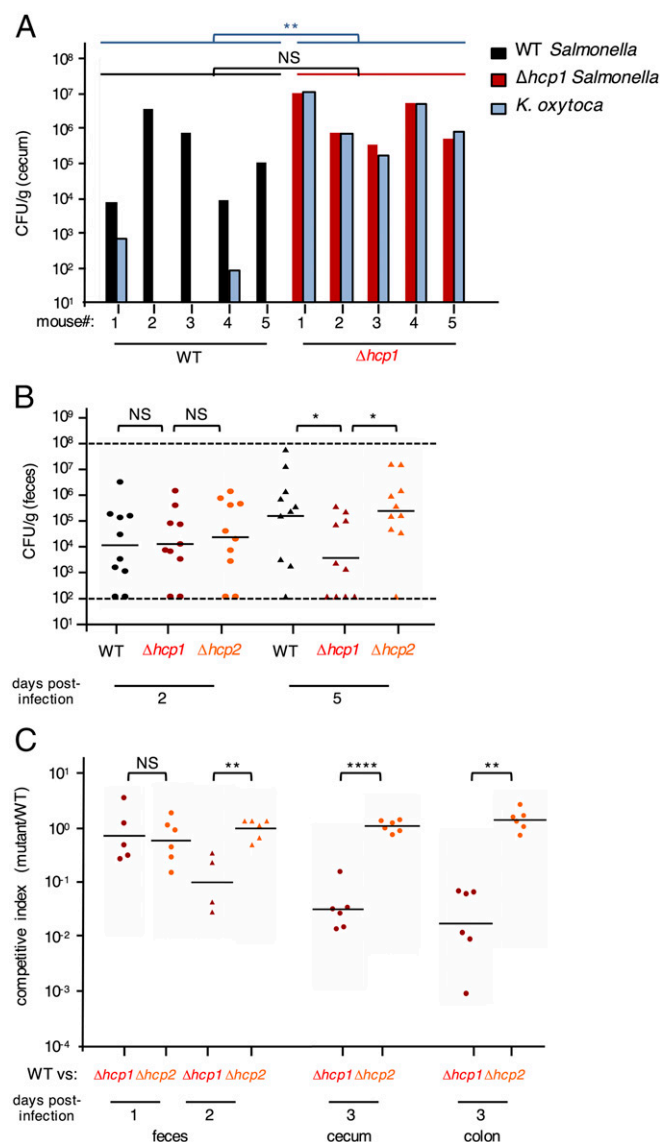 A
**
NS
WT Salmonella
Δhcp1 Salmonella
K. oxytoca
CFU/g (cecum)
10⁸
10⁷
10⁶
10⁵
10⁴
10³
10²
10¹
mouse#: 1 2 3 4 5 1 2 3 4 5
WT Δhcp1
B
NS NS * *
CFU/g (feces)
10⁹
10⁸
10⁷
10⁶
10⁵
10⁴
10³
10²
10¹
WT Δhcp1 Δhcp2 WT Δhcp1 Δhcp2
days post-
infection 2 5
C
NS ** **** **
competitive index (mutant/WT)
10¹
10⁰
10⁻¹
10⁻²
10⁻³
10⁻⁴
WT vs: Δhcp1 Δhcp2 Δhcp1 Δhcp2 Δhcp1 Δhcp2 Δhcp1 Δhcp2
days post-
infection 1 2 3 3
feces cecum colon